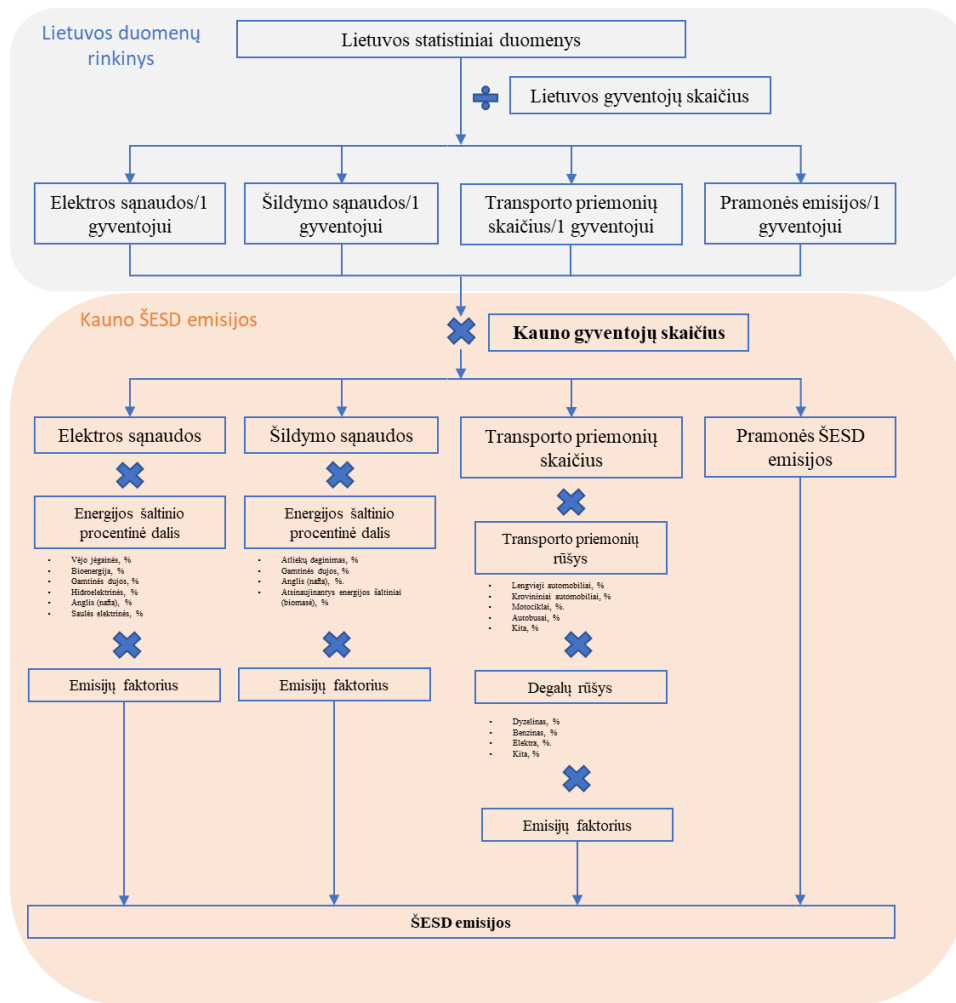 Lietuvos duomenų
rinkinys
Lietuvos statistiniai duomenys
Lietuvos gyventojų skaičius
Elektros sąnaudos/1
gyventojui
Šildymo sąnaudos/1
gyventojui
Transporto priemonių
skaičius/1 gyventojui
Pramonės emisijos/1
gyventojui
Kauno ŠESD emisijos
Kauno gyventojų skaičius
Elektros sąnaudos
Šildymo sąnaudos
Transporto priemonių
skaičius
Pramonės ŠESD
emisijos
Energijos šaltinio
procentinė dalis
• Vėjo jėgainės, %
• Bioenergija, %
• Gamtinės dujos, %
• Hidroelektrinės, %
• Anglis (nafta), %
• Saulės elektrinės, %
Emisijų faktorius
Energijos šaltinio
procentinė dalis
• Atliekų deginimas, %
• Gamtinės dujos, %
• Anglis (nafta), %.
• Atsinaujinantys energijos šaltiniai
(biomasė), %
Emisijų faktorius
Transporto priemonių
rūšys
• Lengvieji automobiliai, %
• Krovininiai automobiliai, %
• Motociklai, %.
• Autobusai, %
• Kita, %
Degalų rūšys
• Dyzelinas, %
• Benzinas, %
• Elektra, %.
• Kita, %
Emisijų faktorius
ŠESD emisijos